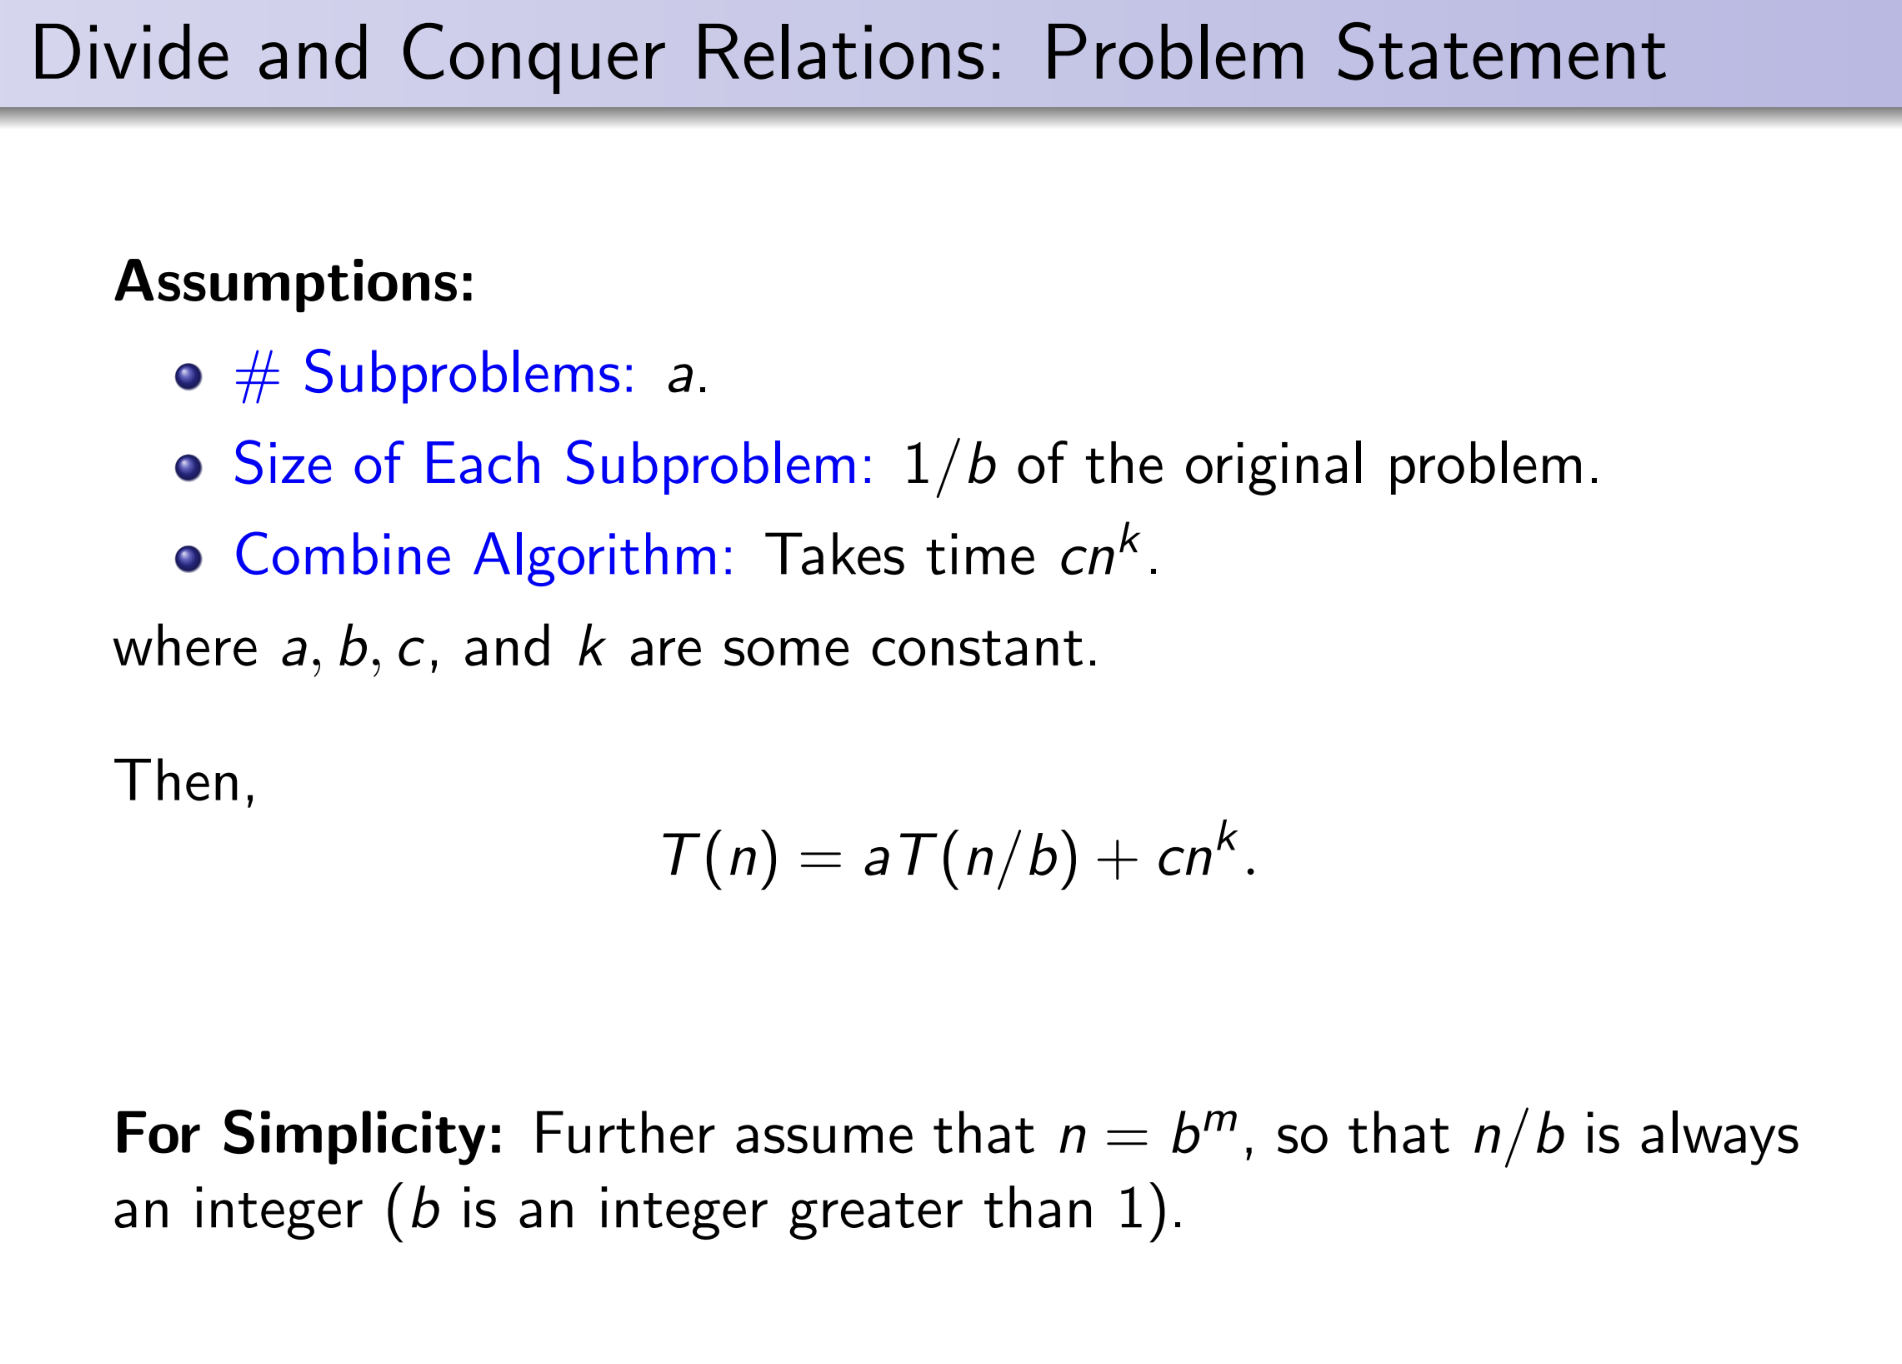 Divide and Conquer Relations: Problem Statement
Assumptions:
# Subproblems: a.
Size of Each Subproblem: 1/b of the original problem.
Combine Algorithm: Takes time cn^k.
where a, b, c, and k are some constant.
Then,
T(n) = aT(n/b) + cn^k.
For Simplicity: Further assume that n = b^m, so that n/b is always
an integer (b is an integer greater than 1).